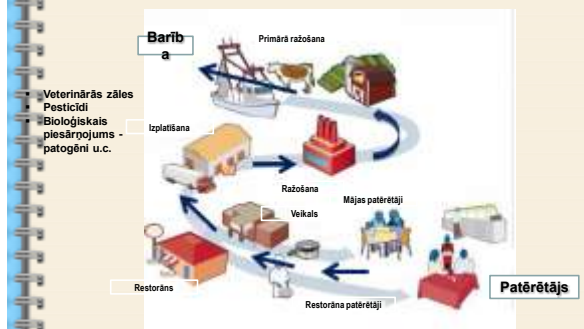 Barīb
a
Primārā ražošana
Veterinārās zāles
Pesticīdi
Bioloģiskais
piesārņojums -
patogēni u.c.
Izplatīšana
Ražošana
Mājas patērētāji
Veikals
Restorāns
Patērētājs
Restorāna patērētāji